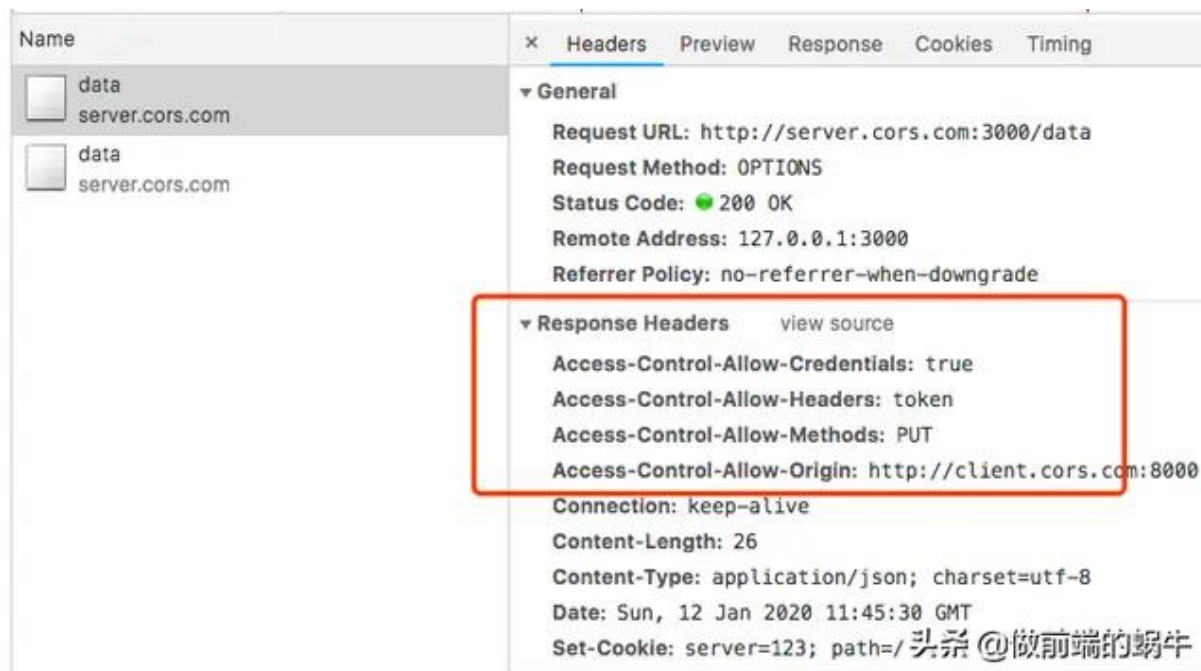 Name
data
server.cors.com
data
server.cors.com
× Headers Preview Response Cookies Timing
▼ General
Request URL: http://server.cors.com:3000/data
Request Method: OPTIONS
Status Code: 200 OK
Remote Address: 127.0.0.1:3000
Referrer Policy: no-referrer-when-downgrade
▼ Response Headers view source
Access-Control-Allow-Credentials: true
Access-Control-Allow-Headers: token
Access-Control-Allow-Methods: PUT
Access-Control-Allow-Origin: http://client.cors.com:8000
Connection: keep-alive
Content-Length: 26
Content-Type: application/json; charset=utf-8
Date: Sun, 12 Jan 2020 11:45:30 GMT
Set-Cookie: server=123; path=/
头条 @做前端的蜗牛